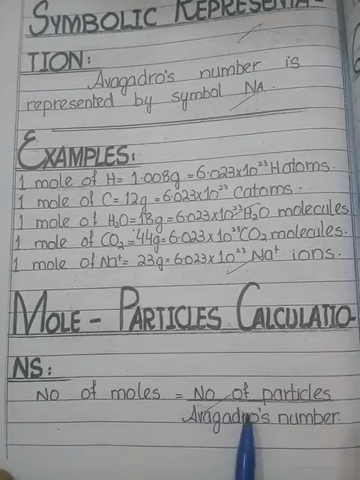 SYMBOLIC REPRESENTA-
TION:
Avagadro's number is
represented by symbol NA.
EXAMPLES:
1 mole of H= 1.008g = 6.023x10²³ H atoms.
1 mole of C= 12g = 6.023x10²³ C atoms.
1 mole of H₂O = 18g = 6.023x10²³ H₂O molecules
1 mole of CO₂ = 44g = 6.023x10²³ CO₂ molecules.
1 mole of Na⁺ = 23g = 6.023x10²³ Na⁺ ions.
MOLE - PARTICLES CALCULATIO-
NS:
No of moles = No of particles
Avagadro's number.